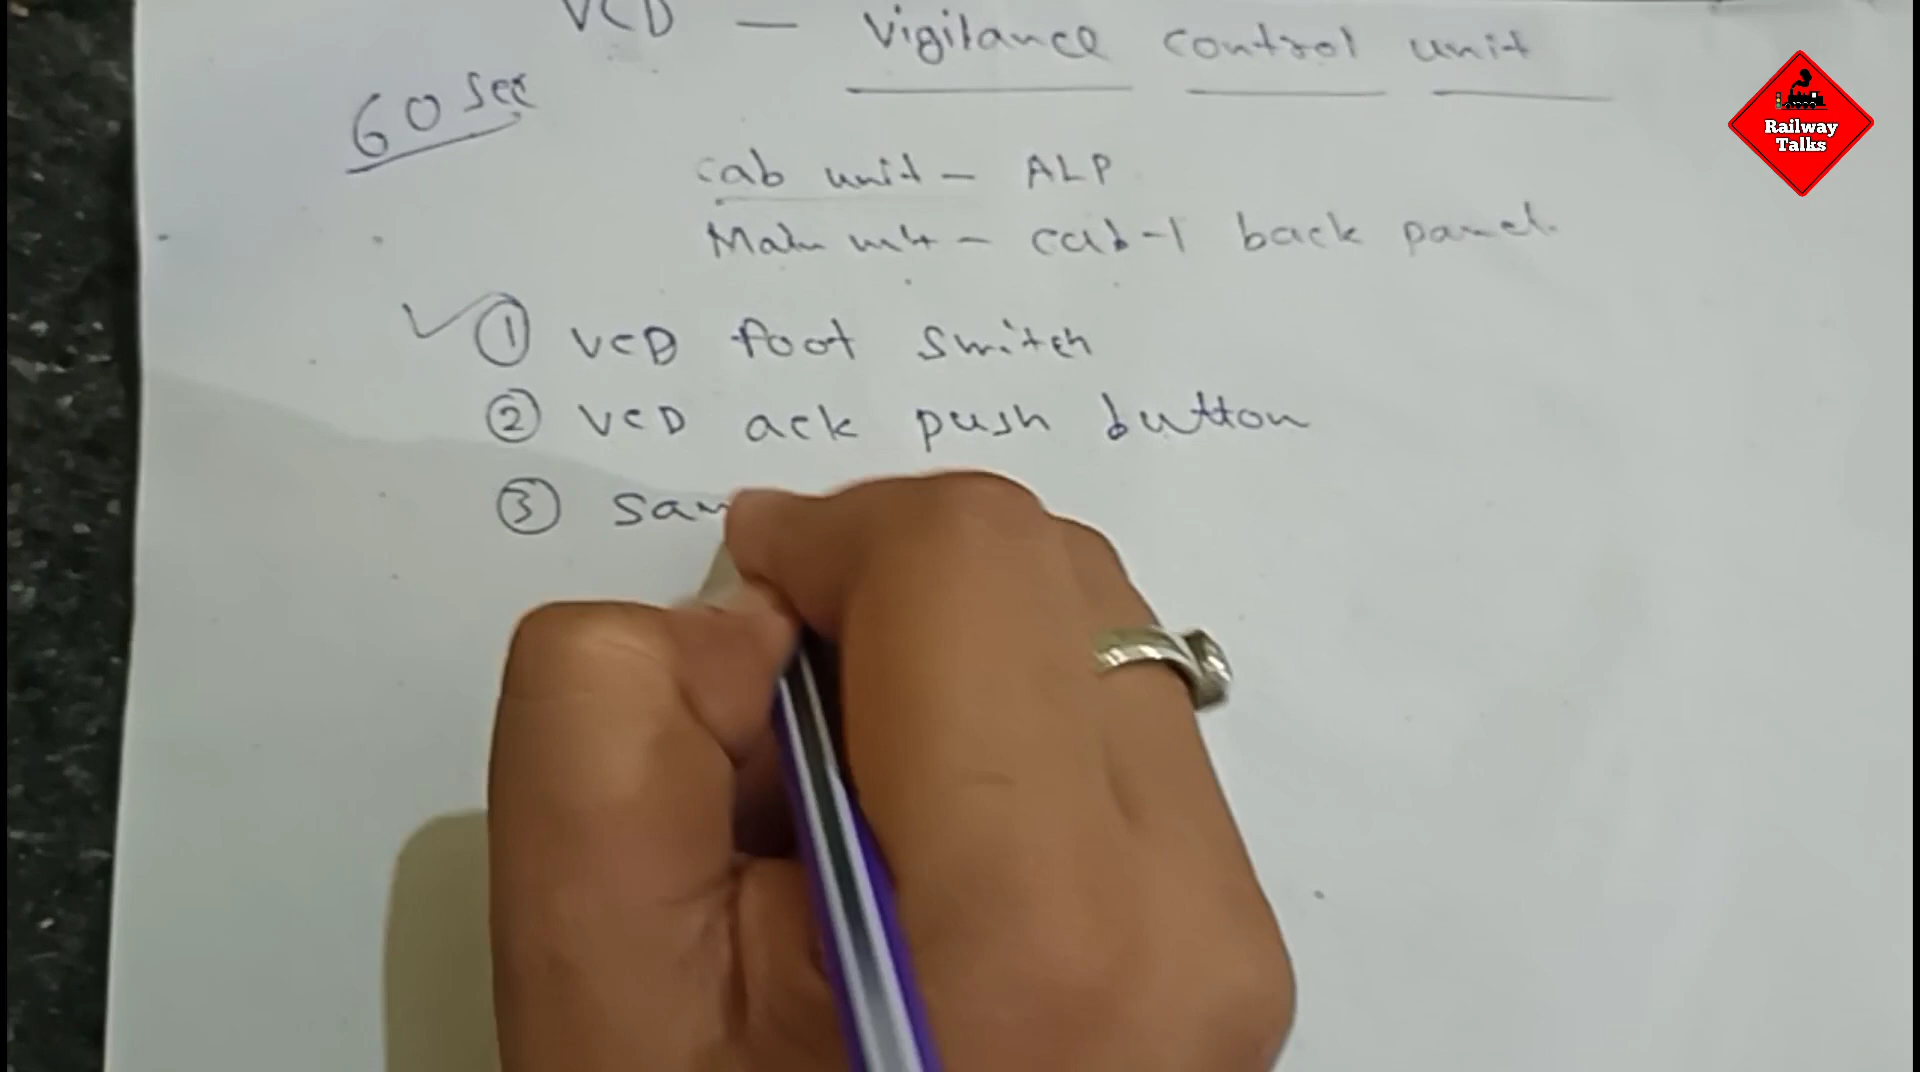 VCD — Vigilance control unit
60 sec
cab unit — ALP
Main unit — cab-1 back panel.
① VCD foot switch
② VCD ack push button
③ san
Railway
Talks